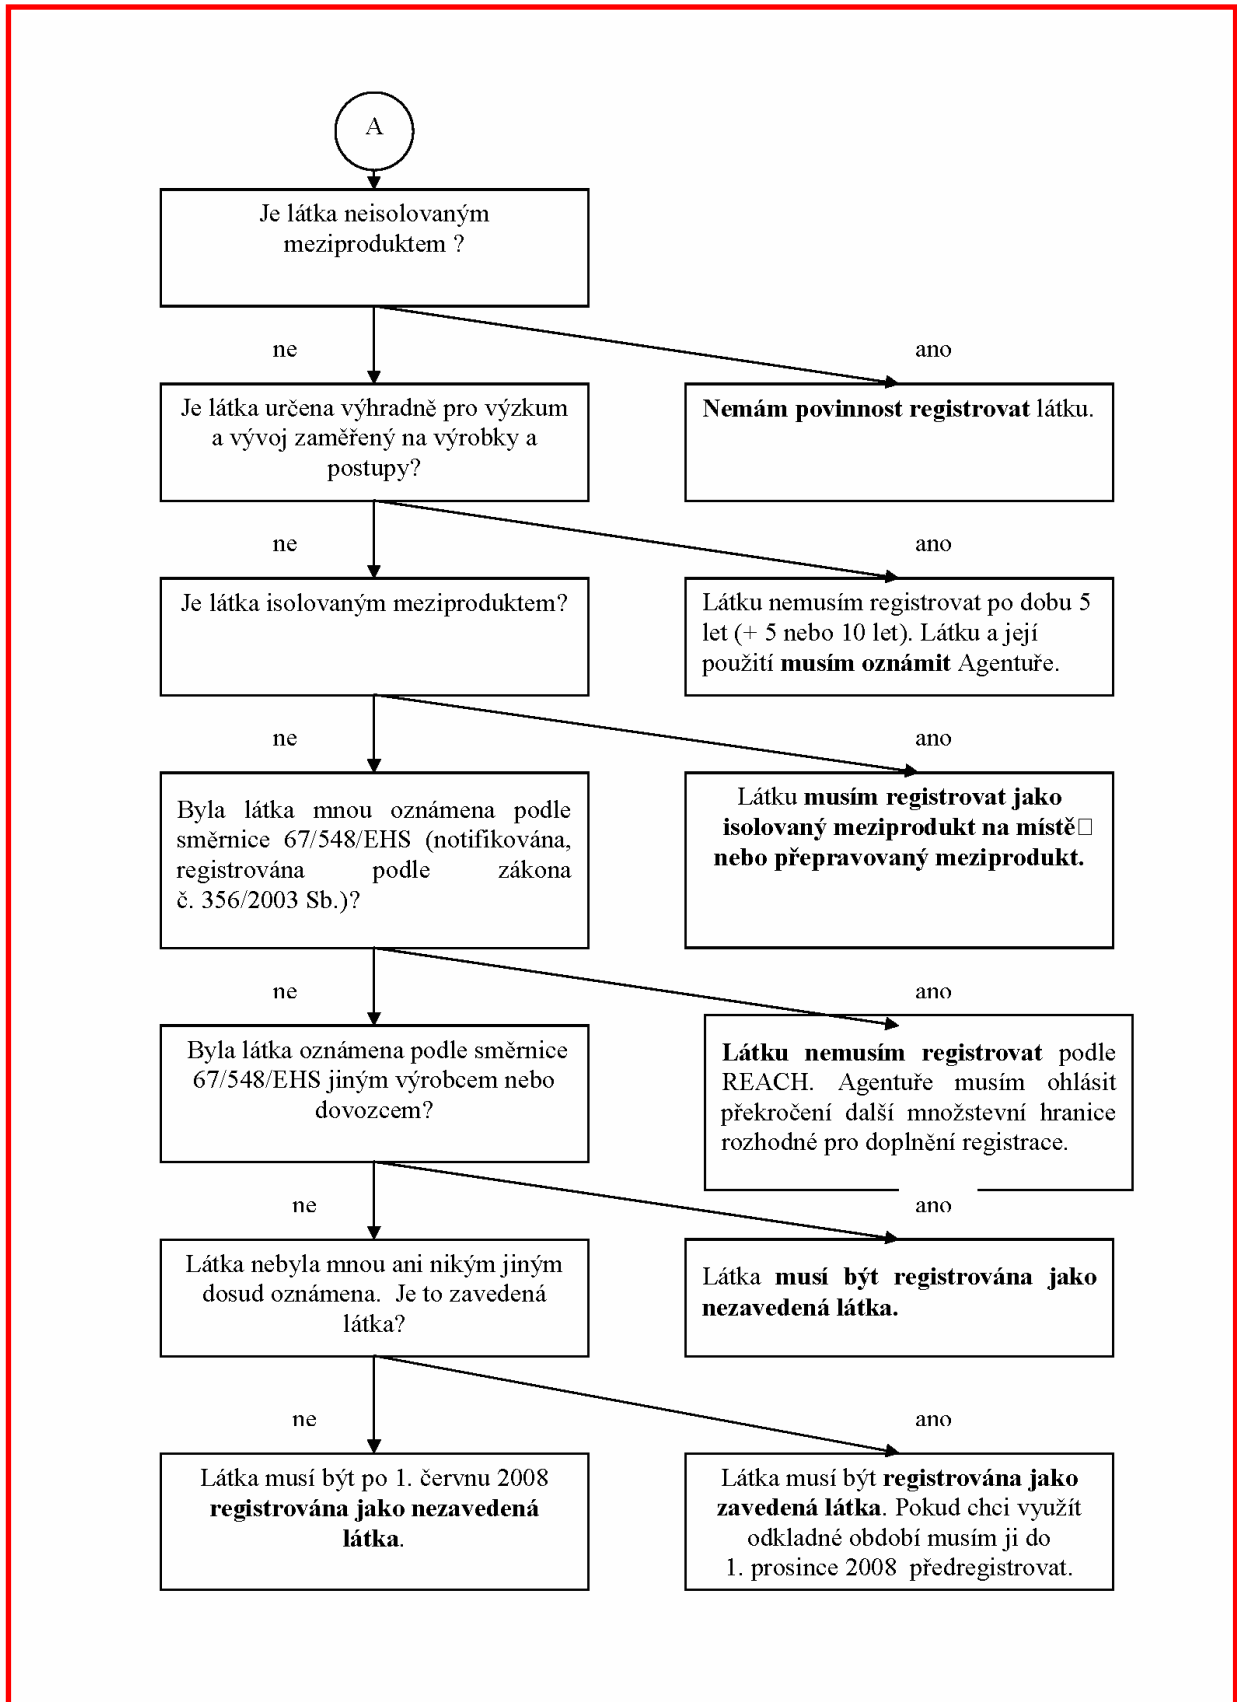 A
Je látka neisolovaným
meziproduktem ?
ne
ano
Je látka určena výhradně pro výzkum
a vývoj zaměřený na výrobky a
postupy?
Nemám povinnost registrovat látku.
ne
ano
Je látka isolovaným meziproduktem?
Látku nemusím registrovat po dobu 5
let (+ 5 nebo 10 let). Látku a její
použití musím oznámit Agentuře.
ne
ano
Byla látka mnou oznámena podle
směrnice 67/548/EHS (notifikována,
registrována podle zákona
č. 356/2003 Sb.)?
Látku musím registrovat jako
isolovaný meziprodukt na místě□
nebo přepravovaný meziprodukt.
ne
ano
Byla látka oznámena podle směrnice
67/548/EHS jiným výrobcem nebo
dovozcem?
Látku nemusím registrovat podle
REACH. Agentuře musím ohlásit
překročení další množstevní hranice
rozhodné pro doplnění registrace.
ne
ano
Látka nebyla mnou ani nikým jiným
dosud oznámena. Je to zavedená
látka?
Látka musí být registrována jako
nezavedená látka.
ne
ano
Látka musí být po 1. červnu 2008
registrována jako nezavedená
látka.
Látka musí být registrována jako
zavedená látka. Pokud chci využít
odkladné období musím ji do
1. prosince 2008 předregistrovat.